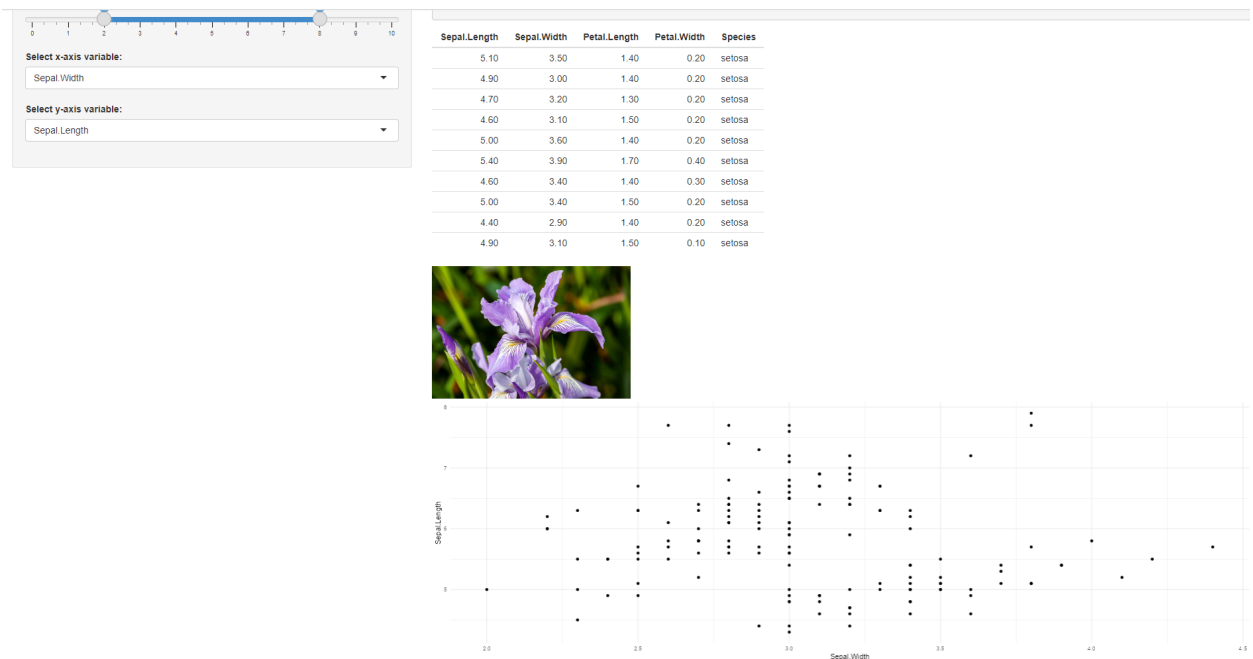 0 1 2 3 4 5 6 7 8 9 10
Select x-axis variable:
Sepal.Width
Select y-axis variable:
Sepal.Length
Sepal.Length Sepal.Width Petal.Length Petal.Width Species
5.10 3.50 1.40 0.20 setosa
4.90 3.00 1.40 0.20 setosa
4.70 3.20 1.30 0.20 setosa
4.60 3.10 1.50 0.20 setosa
5.00 3.60 1.40 0.20 setosa
5.40 3.90 1.70 0.40 setosa
4.60 3.40 1.40 0.30 setosa
5.00 3.40 1.50 0.20 setosa
4.40 2.90 1.40 0.20 setosa
4.90 3.10 1.50 0.10 setosa
8
7
6
5
Sepal.Length
2.0 2.5 3.0 3.5 4.0 4.5
Sepal.Width